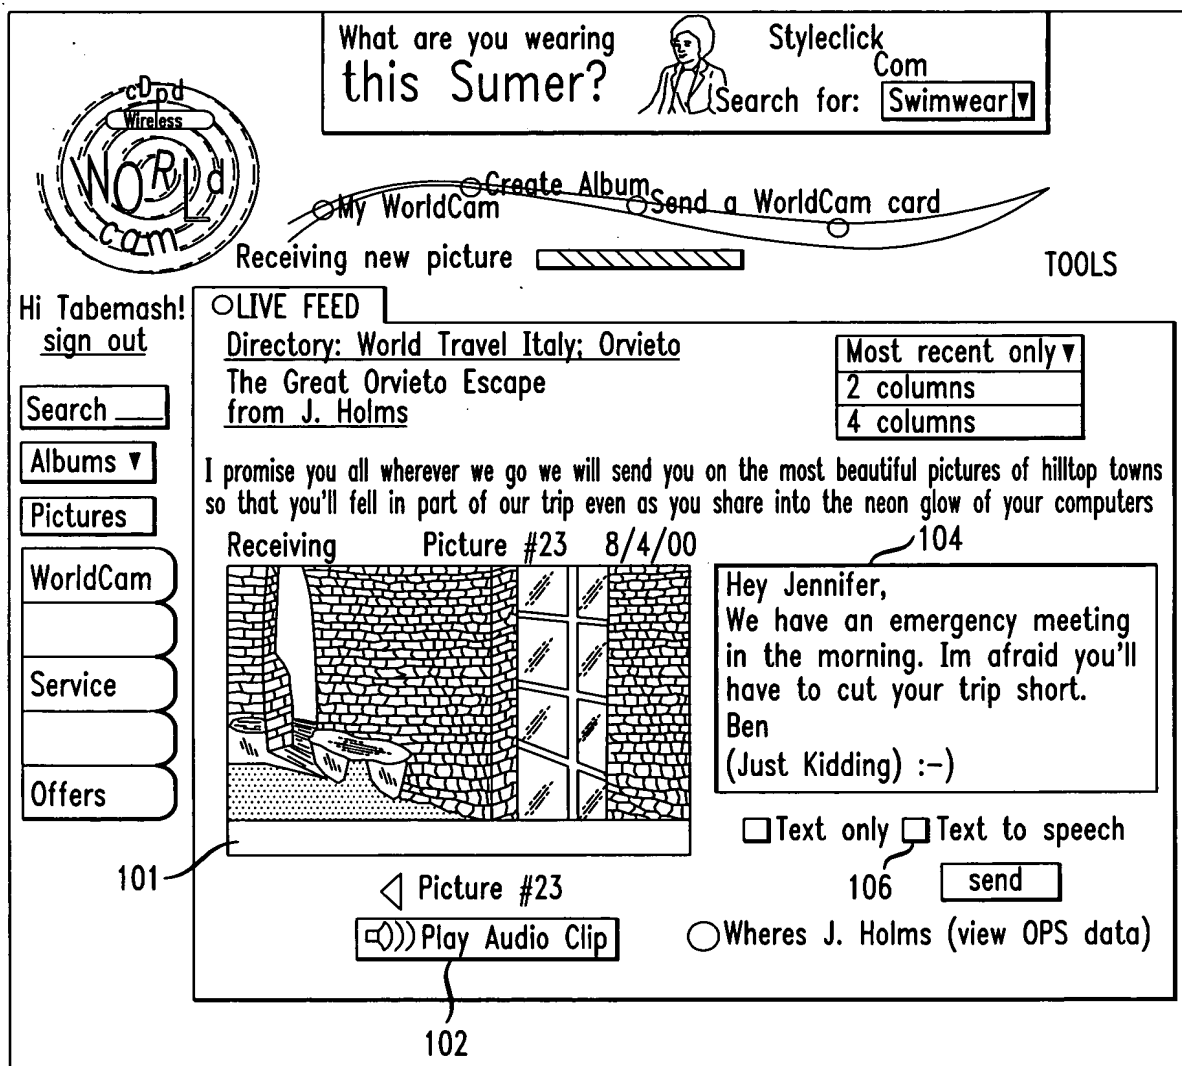 What are you wearing
this Sumer?
Styleclick
Com
Search for: Swimwear
cDpd
Wireless
WORLd
cam
Create Album
My WorldCam
Send a WorldCam card
Receiving new picture
TOOLS
Hi Tabemash!
sign out
Search
Albums
Pictures
WorldCam
Service
Offers
LIVE FEED
Directory: World Travel Italy; Orvieto
The Great Orvieto Escape
from J. Holms
Most recent only
2 columns
4 columns
I promise you all wherever we go we will send you on the most beautiful pictures of hilltop towns
so that you'll fell in part of our trip even as you share into the neon glow of your computers
Receiving Picture #23 8/4/00
104
Hey Jennifer,
We have an emergency meeting
in the morning. Im afraid you'll
have to cut your trip short.
Ben
(Just Kidding) :-)
Text only Text to speech
101
106
send
Picture #23
Play Audio Clip
Wheres J. Holms (view OPS data)
102